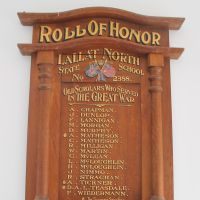 ROLL OF HONOR
LALLAT NORTH
STATE SCHOOL
No. 2388.
OLD SCHOLARS WHO SERVED
IN THE GREAT WAR
A. CHAPMAN.
J. DUNLOP.
F. LANNIGAN.
M. MORGAN.
D. MURPHY.
A. MATHESON.
C. MATHESON.
R. MILLIGAN.
W. MARTIN.
C. MCLEAN.
L. MCLOUGHLIN
D. MCLOUGHLIN
J. NIMMO.
R. STRACHAN
A. TICKNER.
D.A.L. TEASDALE.
F. WIEDERMANN.